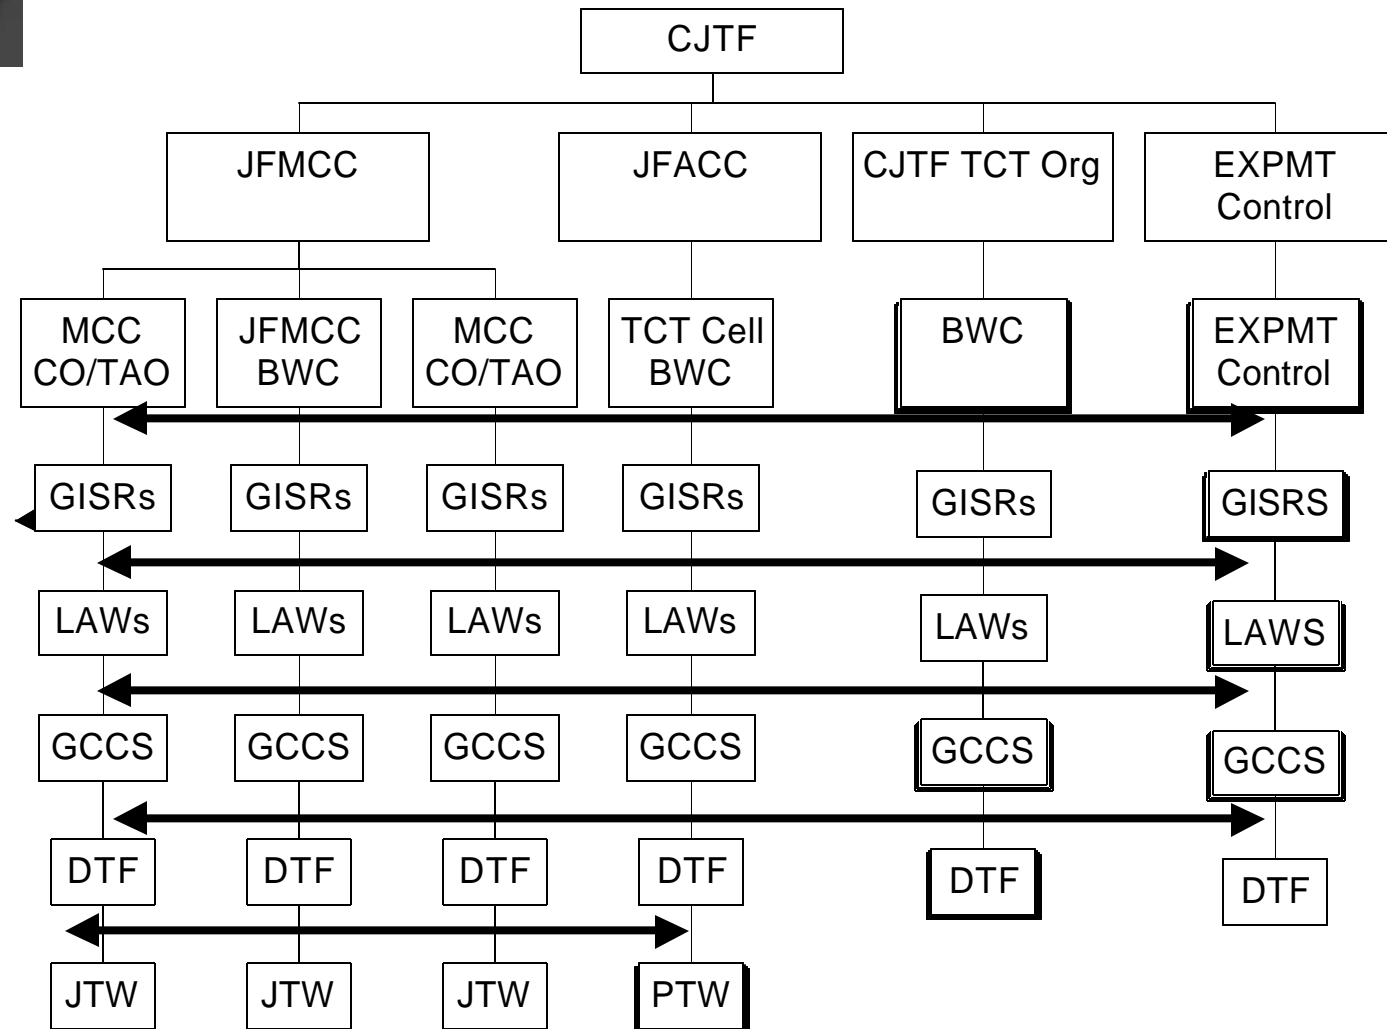 CJTF
JFMCC
JFACC
CJTF TCT Org
EXPMT
Control
MCC
CO/TAO
JFMCC
BWC
MCC
CO/TAO
TCT Cell
BWC
BWC
EXPMT
Control
GISRs
GISRs
GISRs
GISRs
GISRs
GISRS
LAWs
LAWs
LAWs
LAWs
LAWs
LAWS
GCCS
GCCS
GCCS
GCCS
GCCS
GCCS
DTF
DTF
DTF
DTF
DTF
DTF
JTW
JTW
JTW
PTW